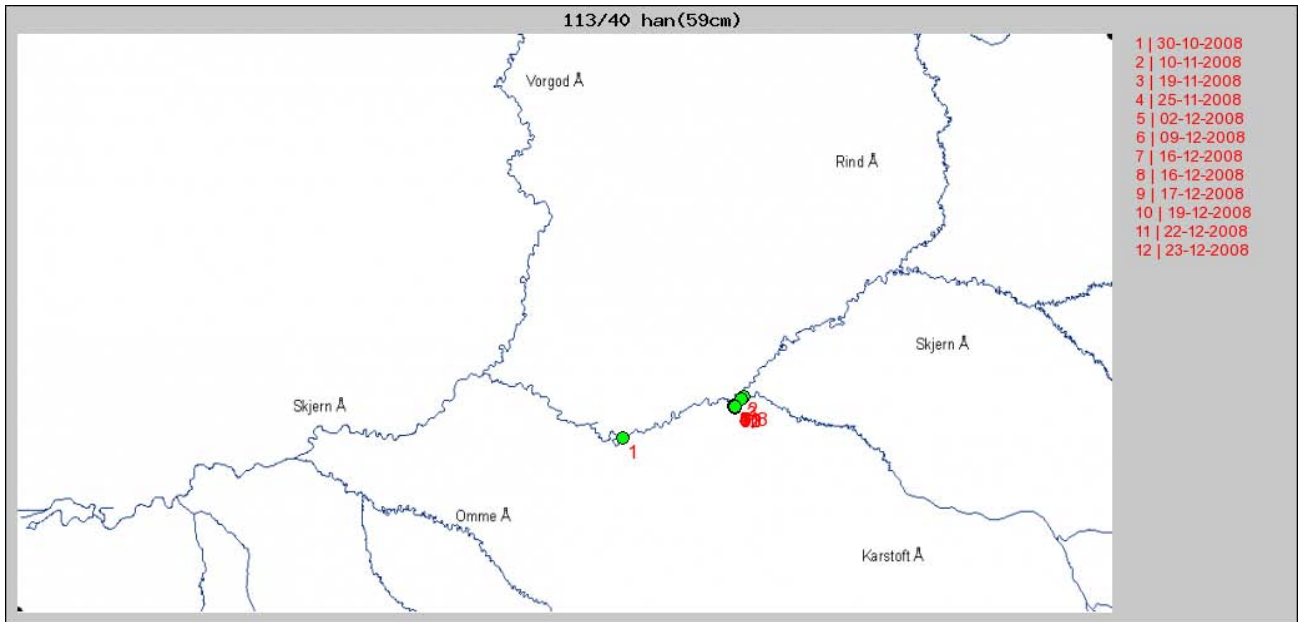 113/40 han(59cm)
1 | 30-10-2008
2 | 10-11-2008
3 | 19-11-2008
4 | 25-11-2008
5 | 02-12-2008
6 | 09-12-2008
7 | 16-12-2008
8 | 16-12-2008
9 | 17-12-2008
10 | 19-12-2008
11 | 22-12-2008
12 | 23-12-2008
Vorgod Å
Rind Å
Skjern Å
Skjern Å
1
Omme Å
Karstoft Å